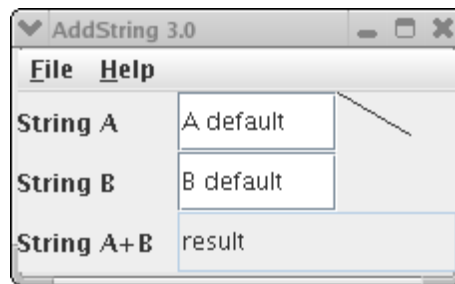 AddString 3.0
File Help
String A A default
String B B default
String A+B result